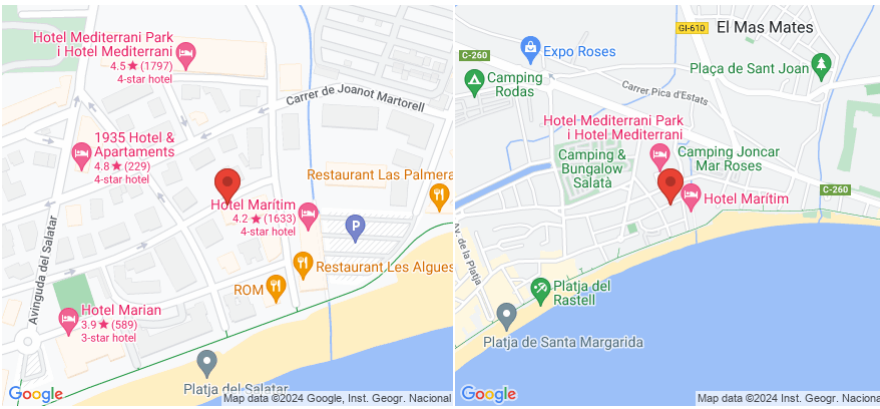 Hotel Mediterrani Park
i Hotel Mediterrani
4.5★(1797)
4-star hotel
Carrer de Joanot Martorell
1935 Hotel &
Apartaments
4.8★(229)
4-star hotel
Restaurant Las Palmera
Hotel Marítim
4.2★(1633)
4-star hotel
P
Avinguda del Salatar
Restaurant Les Algues
ROM
Hotel Marian
3.9★(589)
3-star hotel
Platja del Salatar
Google
Map data ©2024 Google, Inst. Geogr. Nacional
GI-610
El Mas Mates
C-260
Expo Roses
Plaça de Sant Joan
Camping
Rodas
Carrer Pica d'Estats
Hotel Mediterrani Park
i Hotel Mediterrani
Camping &
Bungalow
Salatà
Camping Joncar
Mar Roses
C-260
Hotel Marítim
Av. de la Platja
Platja del
Rastell
Platja de Santa Margarida
Google
Map data ©2024 Google, Inst. Geogr. Nacional